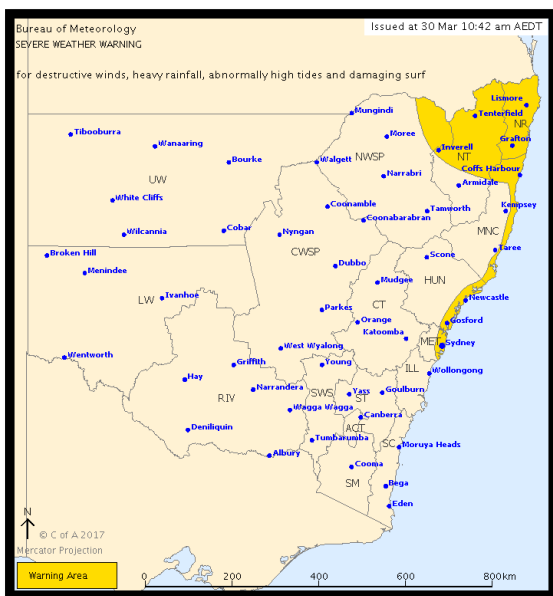 Bureau of Meteorology
Issued at 30 Mar 10:42 am AEDT
SEVERE WEATHER WARNING
for destructive winds, heavy rainfall, abnormally high tides and damaging surf
Lismore
Mungindi
Tenterfield
NR
Tibooburra
Moree
Grafton
Wanaaring
Inverell
NT
Bourke
Walgett
NWSP
Coffs Harbour
UW
Narrabri
Armidale
White Cliffs
Coonamble
Tamworth
Kempsey
Coonabarabran
Wilcannia
Cobar
Nyngan
MNC
Broken Hill
CWSP
Taree
Scone
Dubbo
Menindee
Mudgee
HUN
LW
Ivanhoe
Newcastle
Parkes
CT
Orange
Gosford
Katoomba
MET
West Wyalong
Sydney
Wentworth
Griffith
Young
ILL
Wollongong
Hay
Narrandera
SWS
Yass
ST
Goulburn
RIV
Wagga Wagga
Canberra
Deniliquin
ACT
Tumbarumba
SC
Moruya Heads
Albury
Cooma
SM
Bega
Eden
N
© C of A 2017
Mercator Projection
Warning Area
0 200 400 600 800km